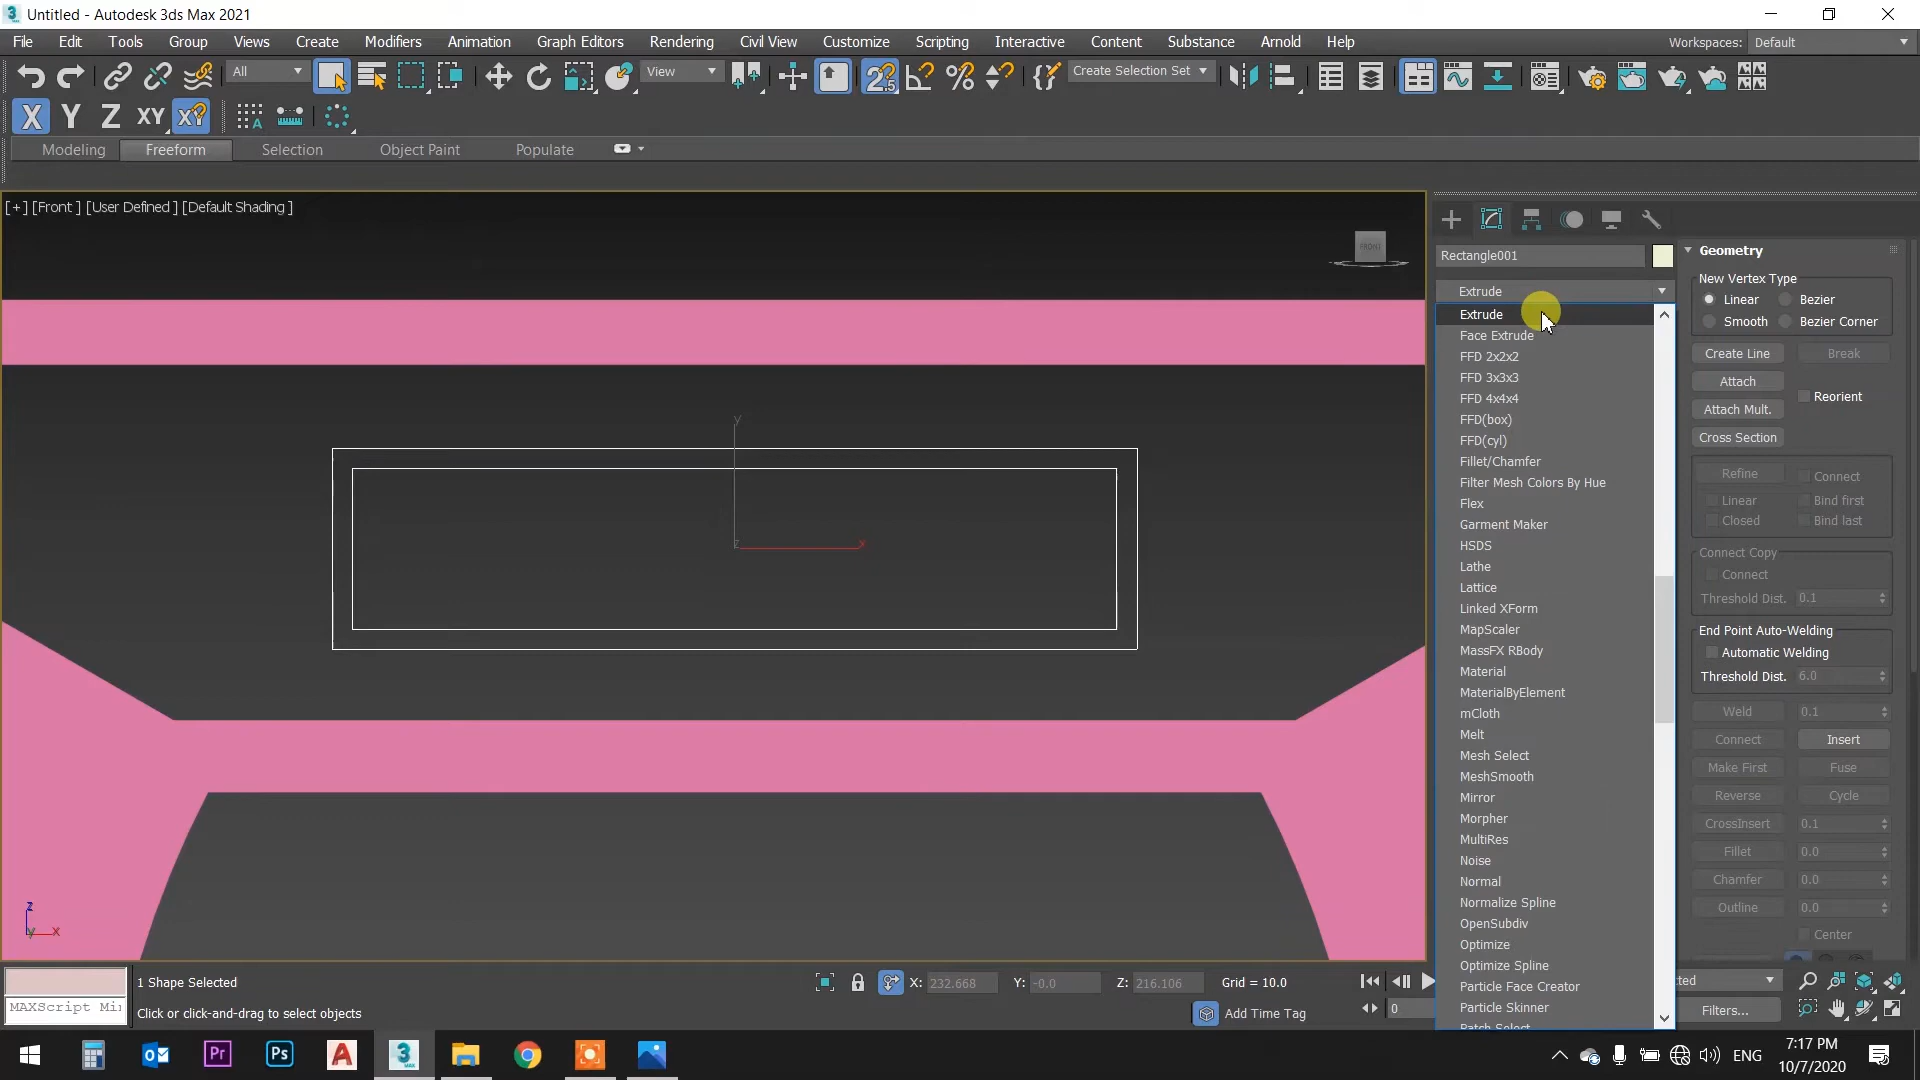 Untitled - Autodesk 3ds Max 2021
File Edit Tools Group Views Create Modifiers Animation Graph Editors Rendering Civil View Customize Scripting Interactive Content Substance Arnold Help
Workspaces: Default
All
View
Create Selection Set
X Y Z XY XY
Modeling Freeform Selection Object Paint Populate
[+] [Front ] [User Defined ] [Default Shading ]
FRONT
y
x
z
z
y
x
Rectangle001
Extrude
Extrude
Face Extrude
FFD 2x2x2
FFD 3x3x3
FFD 4x4x4
FFD(box)
FFD(cyl)
Fillet/Chamfer
Filter Mesh Colors By Hue
Flex
Garment Maker
HSDS
Lathe
Lattice
Linked XForm
MapScaler
MassFX RBody
Material
MaterialByElement
mCloth
Melt
Mesh Select
MeshSmooth
Mirror
Morpher
MultiRes
Noise
Normal
Normalize Spline
OpenSubdiv
Optimize
Optimize Spline
Particle Face Creator
Particle Skinner
Patch Select
Geometry
New Vertex Type
Linear Bezier
Smooth Bezier Corner
Create Line Break
Attach
Reorient
Attach Mult.
Cross Section
Refine Connect
Linear Bind first
Closed Bind last
Connect Copy
Connect
Threshold Dist. 0.1
End Point Auto-Welding
Automatic Welding
Threshold Dist. 6.0
Weld 0.1
Connect Insert
Make First Fuse
Reverse Cycle
CrossInsert 0.1
Fillet 0.0
Chamfer 0.0
Outline 0.0
Center
MAXScript Mi
1 Shape Selected
Click or click-and-drag to select objects
X: 232.668 Y: -0.0 Z: 216.106 Grid = 10.0
Add Time Tag
0
cted
Filters...
ENG
7:17 PM
10/7/2020